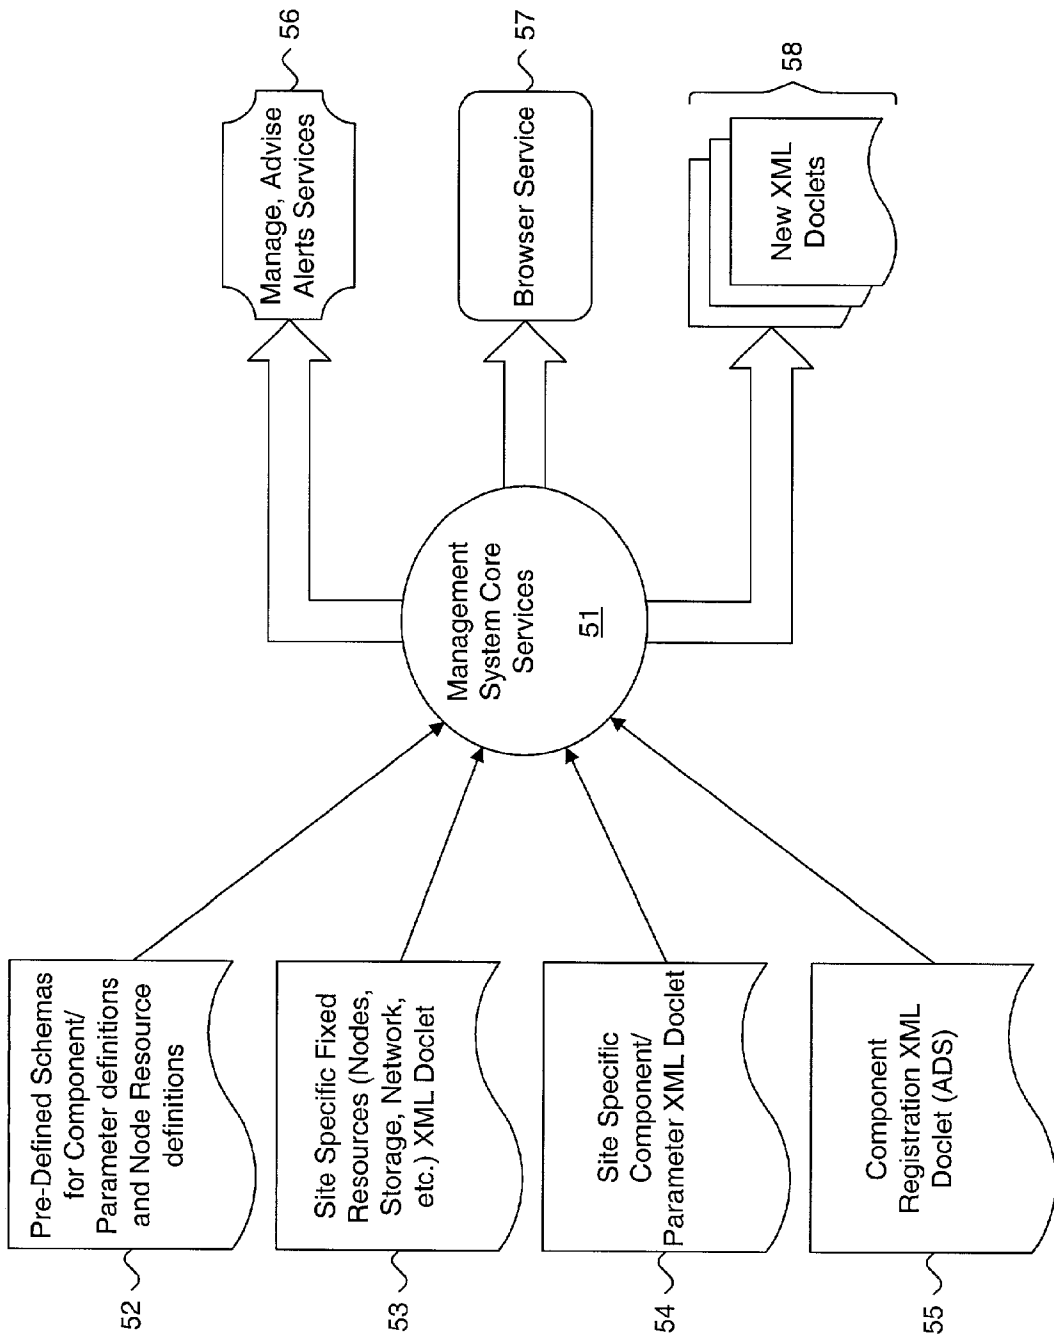 52
Pre-Defined Schemas
for Component/
Parameter definitions
and Node Resource
definitions
53
Site Specific Fixed
Resources (Nodes,
Storage, Network,
etc.) XML Doclet
54
Site Specific
Component/
Parameter XML Doclet
55
Component
Registration XML
Doclet (ADS)
Management
System Core
Services
51
Manage, Advise
Alerts Services
56
Browser Service
57
New XML
Doclets
58